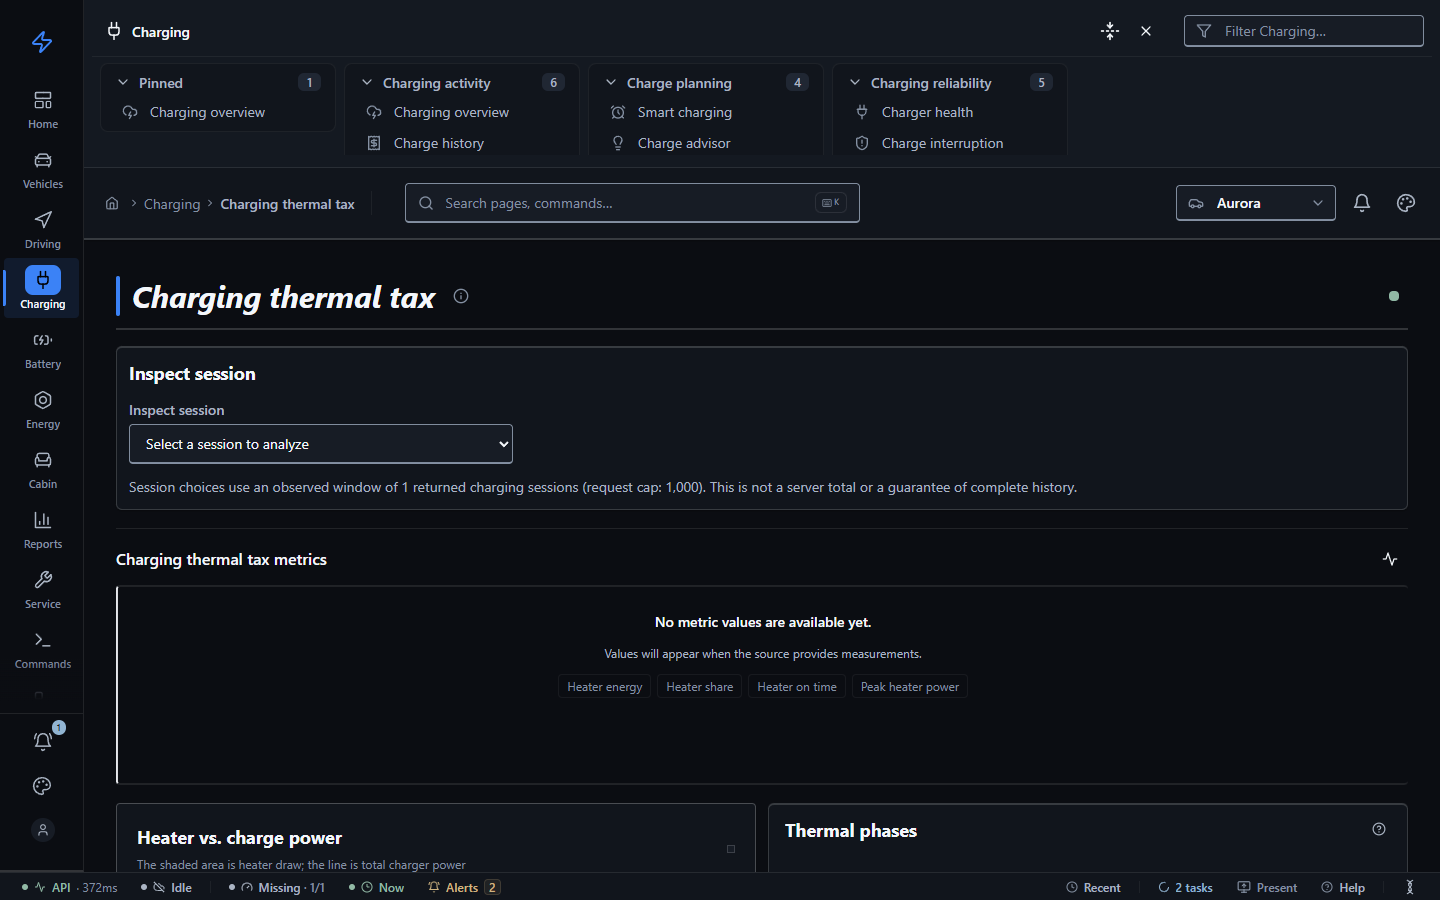 Charging
Filter Charging...
Pinned 1
Charging overview
Charging activity 6
Charging overview
Charge history
Charge planning 4
Smart charging
Charge advisor
Charging reliability 5
Charger health
Charge interruption
Home
Vehicles
Driving
Charging
Battery
Energy
Cabin
Reports
Service
Commands
1
Charging Charging thermal tax
Search pages, commands...
K
Aurora
Charging thermal tax
Inspect session
Inspect session
Select a session to analyze
Session choices use an observed window of 1 returned charging sessions (request cap: 1,000). This is not a server total or a guarantee of complete history.
Charging thermal tax metrics
No metric values are available yet.
Values will appear when the source provides measurements.
Heater energy
Heater share
Heater on time
Peak heater power
Heater vs. charge power
The shaded area is heater draw; the line is total charger power
Thermal phases
API · 372ms
Idle
Missing · 1/1
Now
Alerts 2
Recent
2 tasks
Present
Help